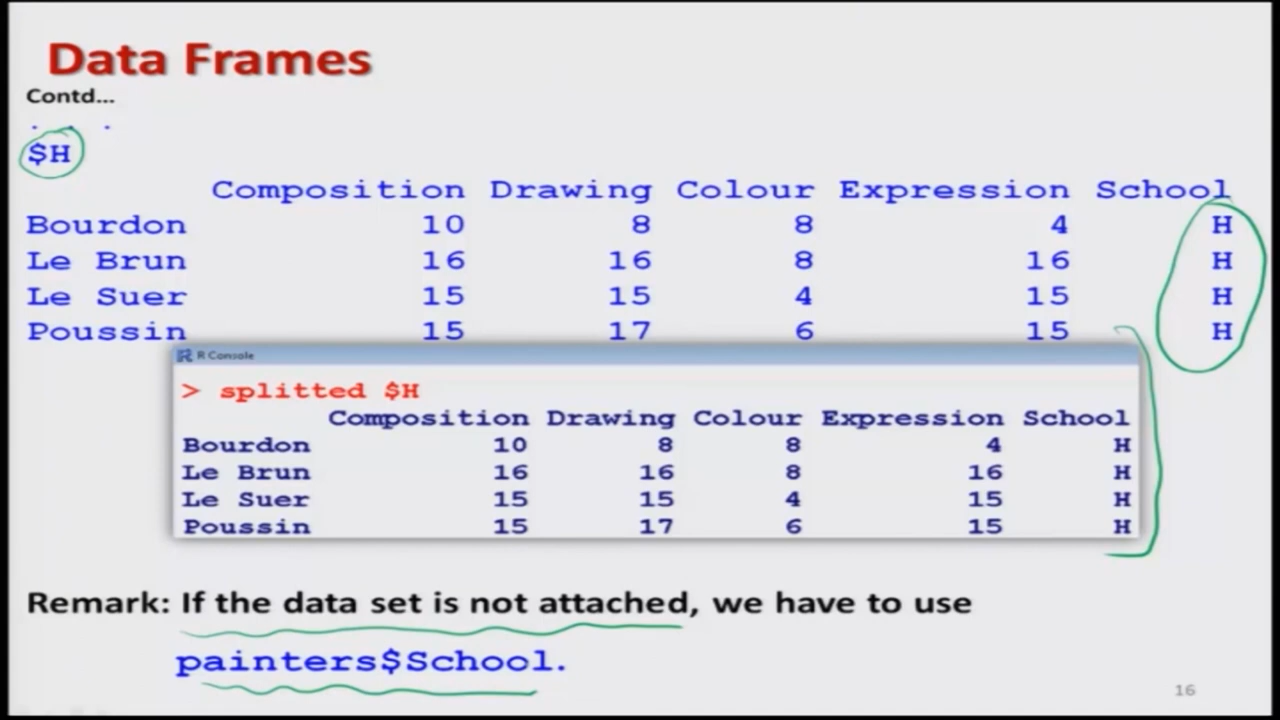 Data Frames
Contd...
. . .
$H
Composition Drawing Colour Expression School
Bourdon 10 8 8 4 H
Le Brun 16 16 8 16 H
Le Suer 15 15 4 15 H
Poussin 15 17 6 15 H
R Console
> splitted $H
Composition Drawing Colour Expression School
Bourdon 10 8 8 4 H
Le Brun 16 16 8 16 H
Le Suer 15 15 4 15 H
Poussin 15 17 6 15 H
Remark: If the data set is not attached, we have to use
painters$School.
16